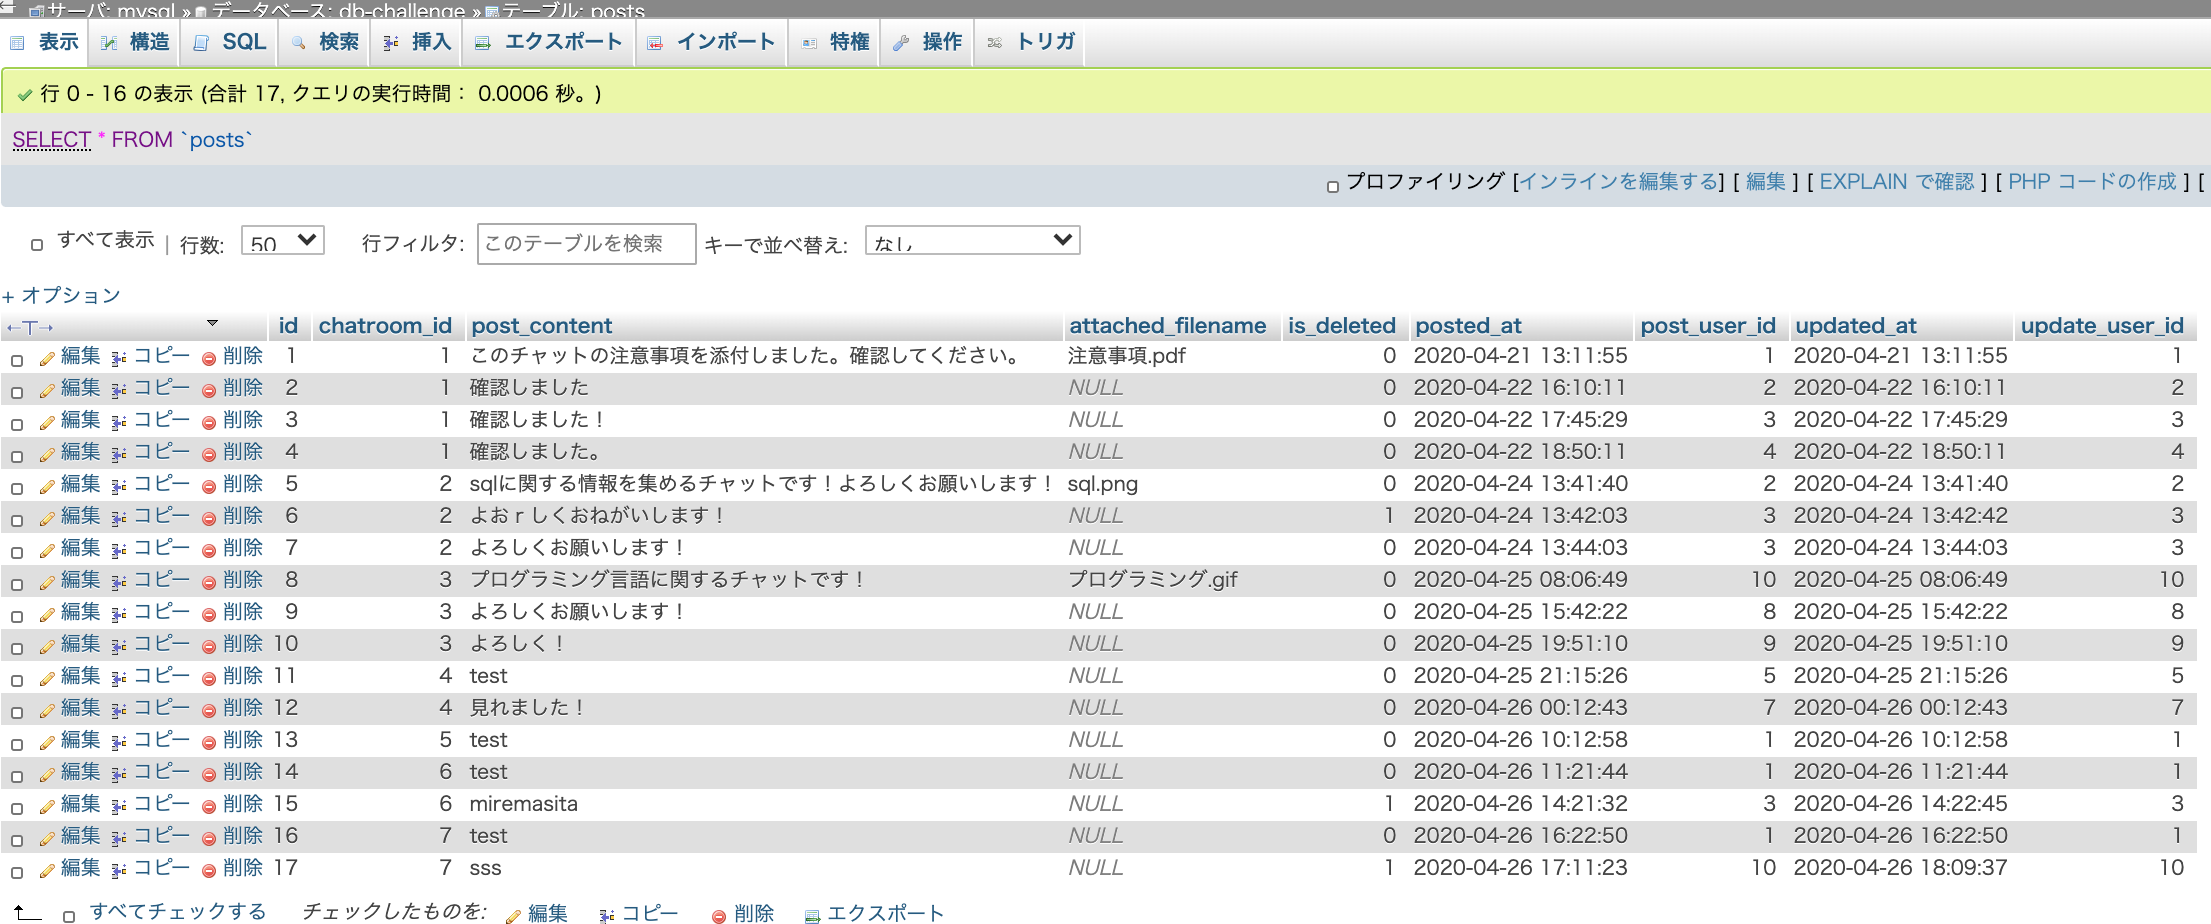 サーバ: mysql » データベース: db-challenge » テーブル: posts
表示 構造 SQL 検索 挿入 エクスポート インポート 特権 操作 トリガ
行 0 - 16 の表示 (合計 17, クエリの実行時間： 0.0006 秒。)
SELECT * FROM `posts`
プロファイリング [インラインを編集する] [ 編集 ] [ EXPLAIN で確認 ] [ PHP コードの作成 ] [
すべて表示 | 行数: 50 行フィルタ: このテーブルを検索 キーで並べ替え: なし
+ オプション
←T→ id chatroom_id post_content attached_filename is_deleted posted_at post_user_id updated_at update_user_id
編集 コピー 削除 1 1 このチャットの注意事項を添付しました。確認してください。 注意事項.pdf 0 2020-04-21 13:11:55 1 2020-04-21 13:11:55 1
編集 コピー 削除 2 1 確認しました NULL 0 2020-04-22 16:10:11 2 2020-04-22 16:10:11 2
編集 コピー 削除 3 1 確認しました！ NULL 0 2020-04-22 17:45:29 3 2020-04-22 17:45:29 3
編集 コピー 削除 4 1 確認しました。 NULL 0 2020-04-22 18:50:11 4 2020-04-22 18:50:11 4
編集 コピー 削除 5 2 sqlに関する情報を集めるチャットです！よろしくお願いします！ sql.png 0 2020-04-24 13:41:40 2 2020-04-24 13:41:40 2
編集 コピー 削除 6 2 よおｒしくおねがいします！ NULL 1 2020-04-24 13:42:03 3 2020-04-24 13:42:42 3
編集 コピー 削除 7 2 よろしくお願いします！ NULL 0 2020-04-24 13:44:03 3 2020-04-24 13:44:03 3
編集 コピー 削除 8 3 プログラミング言語に関するチャットです！ プログラミング.gif 0 2020-04-25 08:06:49 10 2020-04-25 08:06:49 10
編集 コピー 削除 9 3 よろしくお願いします！ NULL 0 2020-04-25 15:42:22 8 2020-04-25 15:42:22 8
編集 コピー 削除 10 3 よろしく！ NULL 0 2020-04-25 19:51:10 9 2020-04-25 19:51:10 9
編集 コピー 削除 11 4 test NULL 0 2020-04-25 21:15:26 5 2020-04-25 21:15:26 5
編集 コピー 削除 12 4 見れました！ NULL 0 2020-04-26 00:12:43 7 2020-04-26 00:12:43 7
編集 コピー 削除 13 5 test NULL 0 2020-04-26 10:12:58 1 2020-04-26 10:12:58 1
編集 コピー 削除 14 6 test NULL 0 2020-04-26 11:21:44 1 2020-04-26 11:21:44 1
編集 コピー 削除 15 6 miremasita NULL 1 2020-04-26 14:21:32 3 2020-04-26 14:22:45 3
編集 コピー 削除 16 7 test NULL 0 2020-04-26 16:22:50 1 2020-04-26 16:22:50 1
編集 コピー 削除 17 7 sss NULL 1 2020-04-26 17:11:23 10 2020-04-26 18:09:37 10
すべてチェックする チェックしたものを: 編集 コピー 削除 エクスポート